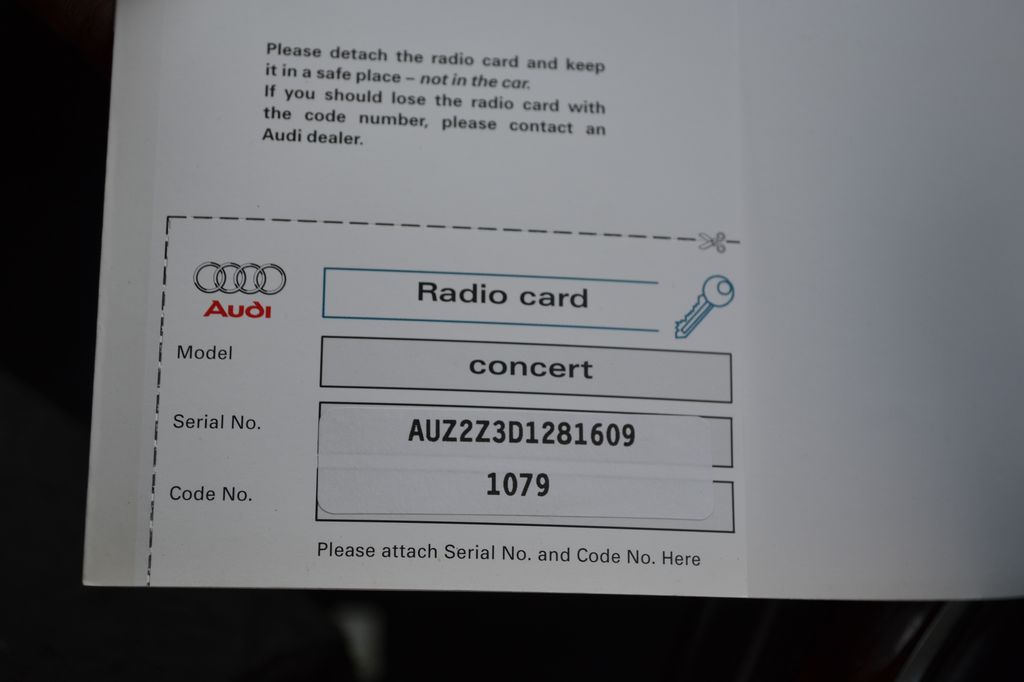 Please detach the radio card and keep
it in a safe place – not in the car.
If you should lose the radio card with
the code number, please contact an
Audi dealer.
Audi
Radio card
Model
concert
Serial No.
AUZ2Z3D1281609
Code No.
1079
Please attach Serial No. and Code No. Here